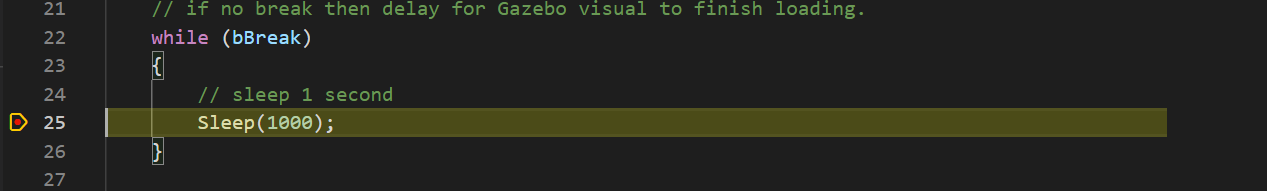 21 // if no break then delay for Gazebo visual to finish loading.
22 while (bBreak)
23 {
24 // sleep 1 second
25 Sleep(1000);
26 }
27